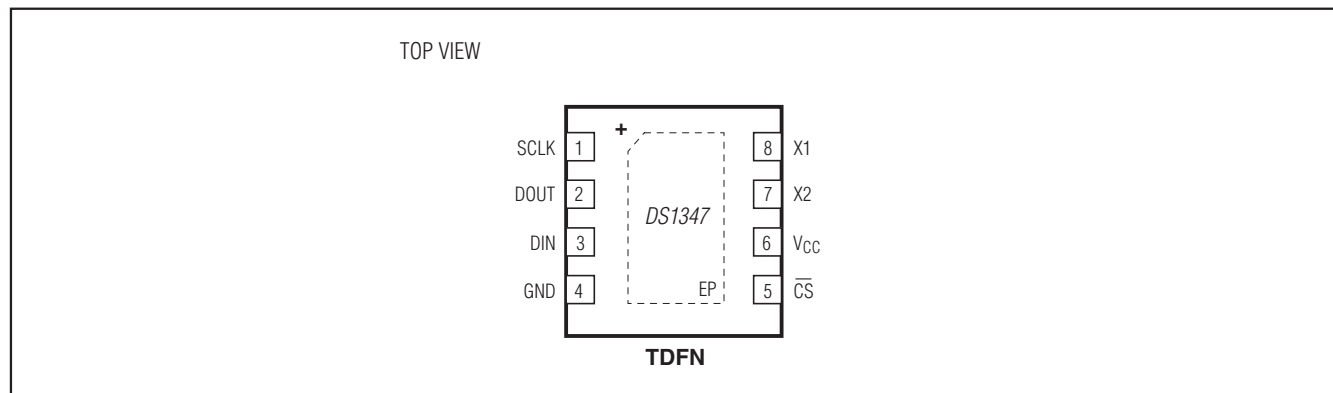 TOP VIEW
+
SCLK 1 8 X1
DOUT 2 7 X2
DS1347
DIN 3 6 VCC
GND 4 EP 5 C̅S̅
TDFN